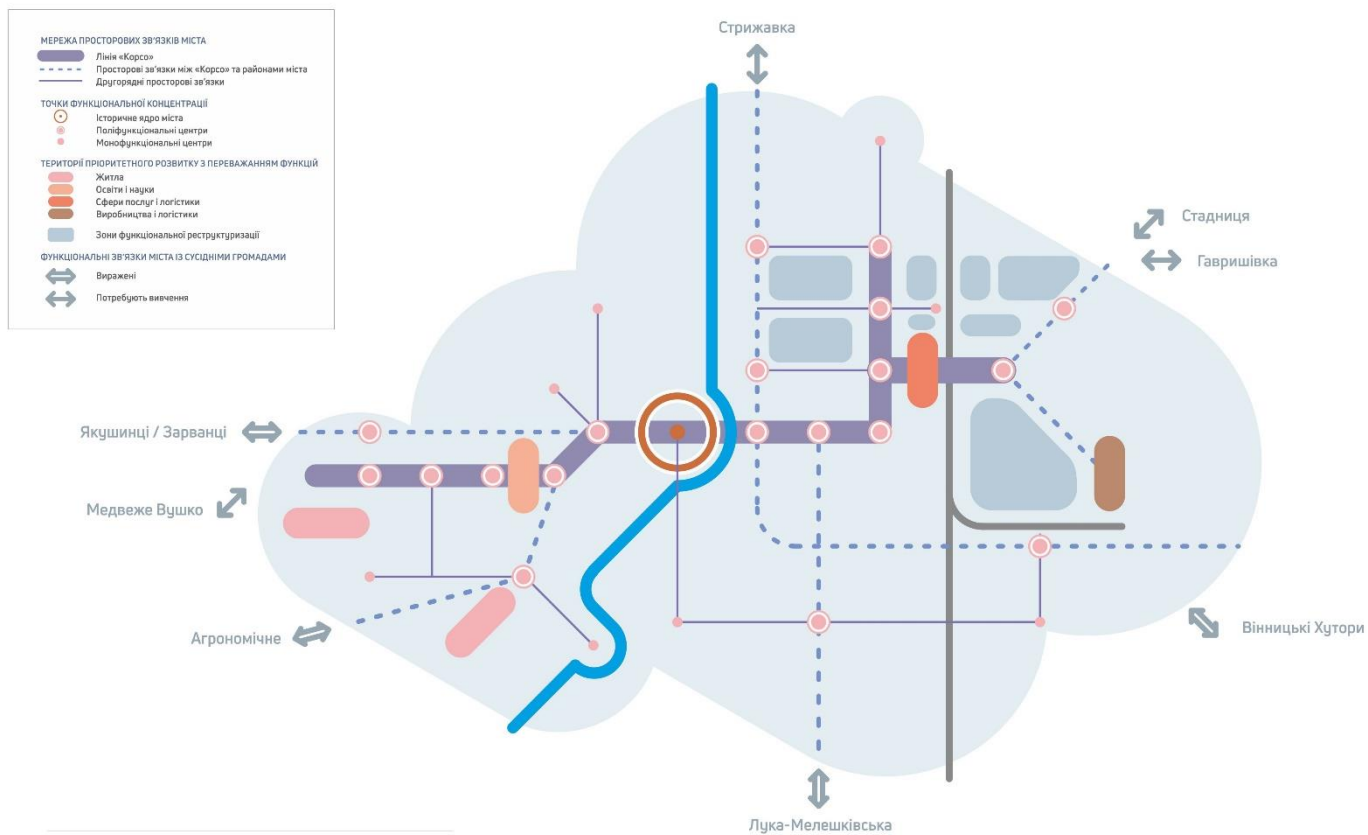 МЕРЕЖА ПРОСТОРОВИХ ЗВ'ЯЗКІВ МІСТА
Лінія «Корсо»
Просторові зв'язки між «Корсо» та районами міста
Другорядні просторові зв'язки
ТОЧКИ ФУНКЦІОНАЛЬНОЇ КОНЦЕНТРАЦІЇ
Історичне ядро міста
Поліфункціональні центри
Монофункціональні центри
ТЕРИТОРІЇ ПРІОРИТЕТНОГО РОЗВИТКУ З ПЕРЕВАЖАННЯМ ФУНКЦІЙ
Житла
Освіти і науки
Сфери послуг і логістики
Виробництва і логістики
Зони функціональної реструктуризації
ФУНКЦІОНАЛЬНІ ЗВ'ЯЗКИ МІСТА ІЗ СУСІДНІМИ ГРОМАДАМИ
Виражені
Потребують вивчення
Стрижавка
Стадниця
Гавришівка
Якушинці / Зарванці
Медвеже Вушко
Агрономічне
Вінницькі Хутори
Лука-Мелешківська